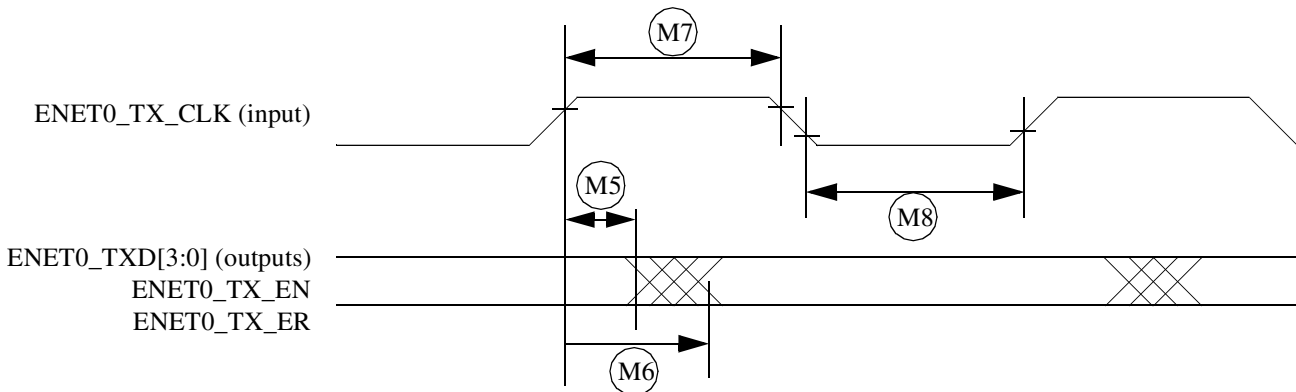 M7
ENET0_TX_CLK (input)
M5
M8
ENET0_TXD[3:0] (outputs)
ENET0_TX_EN
ENET0_TX_ER
M6